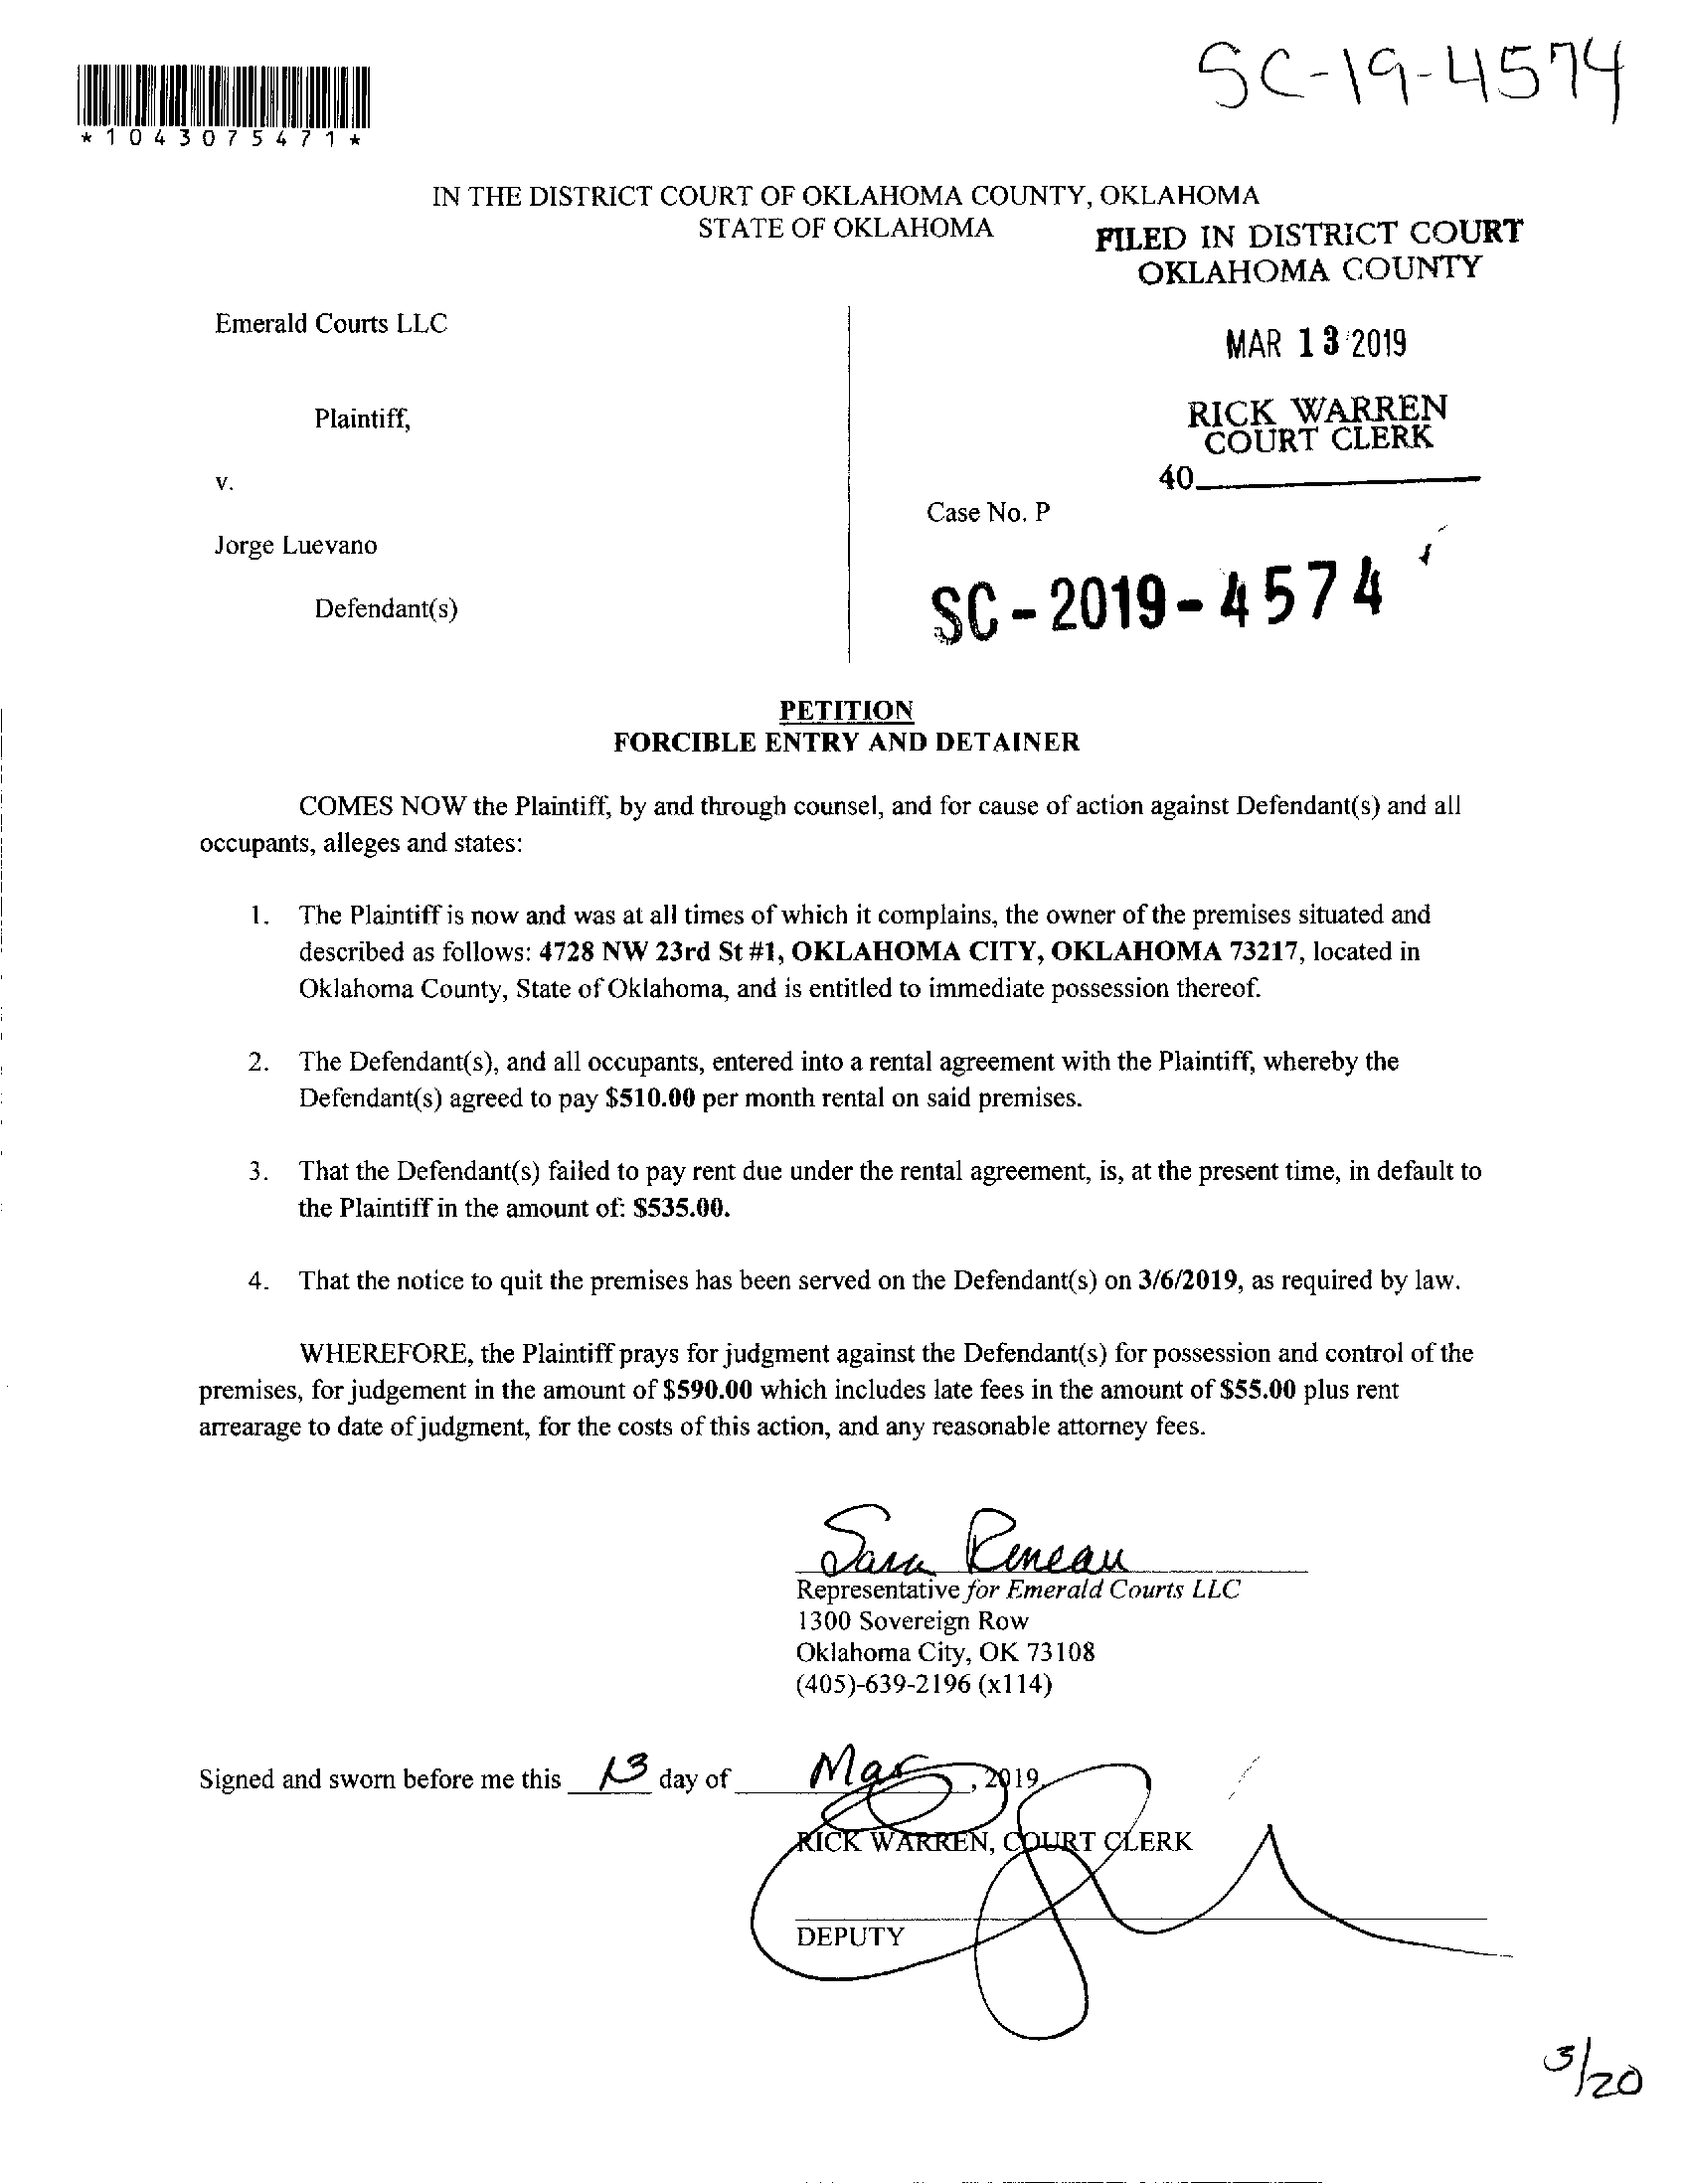 SC-19-4574
*1043075471*
IN THE DISTRICT COURT OF OKLAHOMA COUNTY, OKLAHOMA
STATE OF OKLAHOMA
FILED IN DISTRICT COURT
OKLAHOMA COUNTY
Emerald Courts LLC
MAR 13 2019
Plaintiff,
RICK WARREN
COURT CLERK
40
v.
Case No. P
Jorge Luevano
SC-2019-4574
Defendant(s)
PETITION
FORCIBLE ENTRY AND DETAINER
COMES NOW the Plaintiff, by and through counsel, and for cause of action against Defendant(s) and all
occupants, alleges and states:
1. The Plaintiff is now and was at all times of which it complains, the owner of the premises situated and
described as follows: 4728 NW 23rd St #1, OKLAHOMA CITY, OKLAHOMA 73217, located in
Oklahoma County, State of Oklahoma, and is entitled to immediate possession thereof.
2. The Defendant(s), and all occupants, entered into a rental agreement with the Plaintiff, whereby the
Defendant(s) agreed to pay $510.00 per month rental on said premises.
3. That the Defendant(s) failed to pay rent due under the rental agreement, is, at the present time, in default to
the Plaintiff in the amount of: $535.00.
4. That the notice to quit the premises has been served on the Defendant(s) on 3/6/2019, as required by law.
WHEREFORE, the Plaintiff prays for judgment against the Defendant(s) for possession and control of the
premises, for judgement in the amount of $590.00 which includes late fees in the amount of $55.00 plus rent
arrearage to date of judgment, for the costs of this action, and any reasonable attorney fees.
Sara Reneau
Representative for Emerald Courts LLC
1300 Sovereign Row
Oklahoma City, OK 73108
(405)-639-2196 (x114)
Signed and sworn before me this 13 day of Mar, 2019.
RICK WARREN, COURT CLERK
DEPUTY
3/20